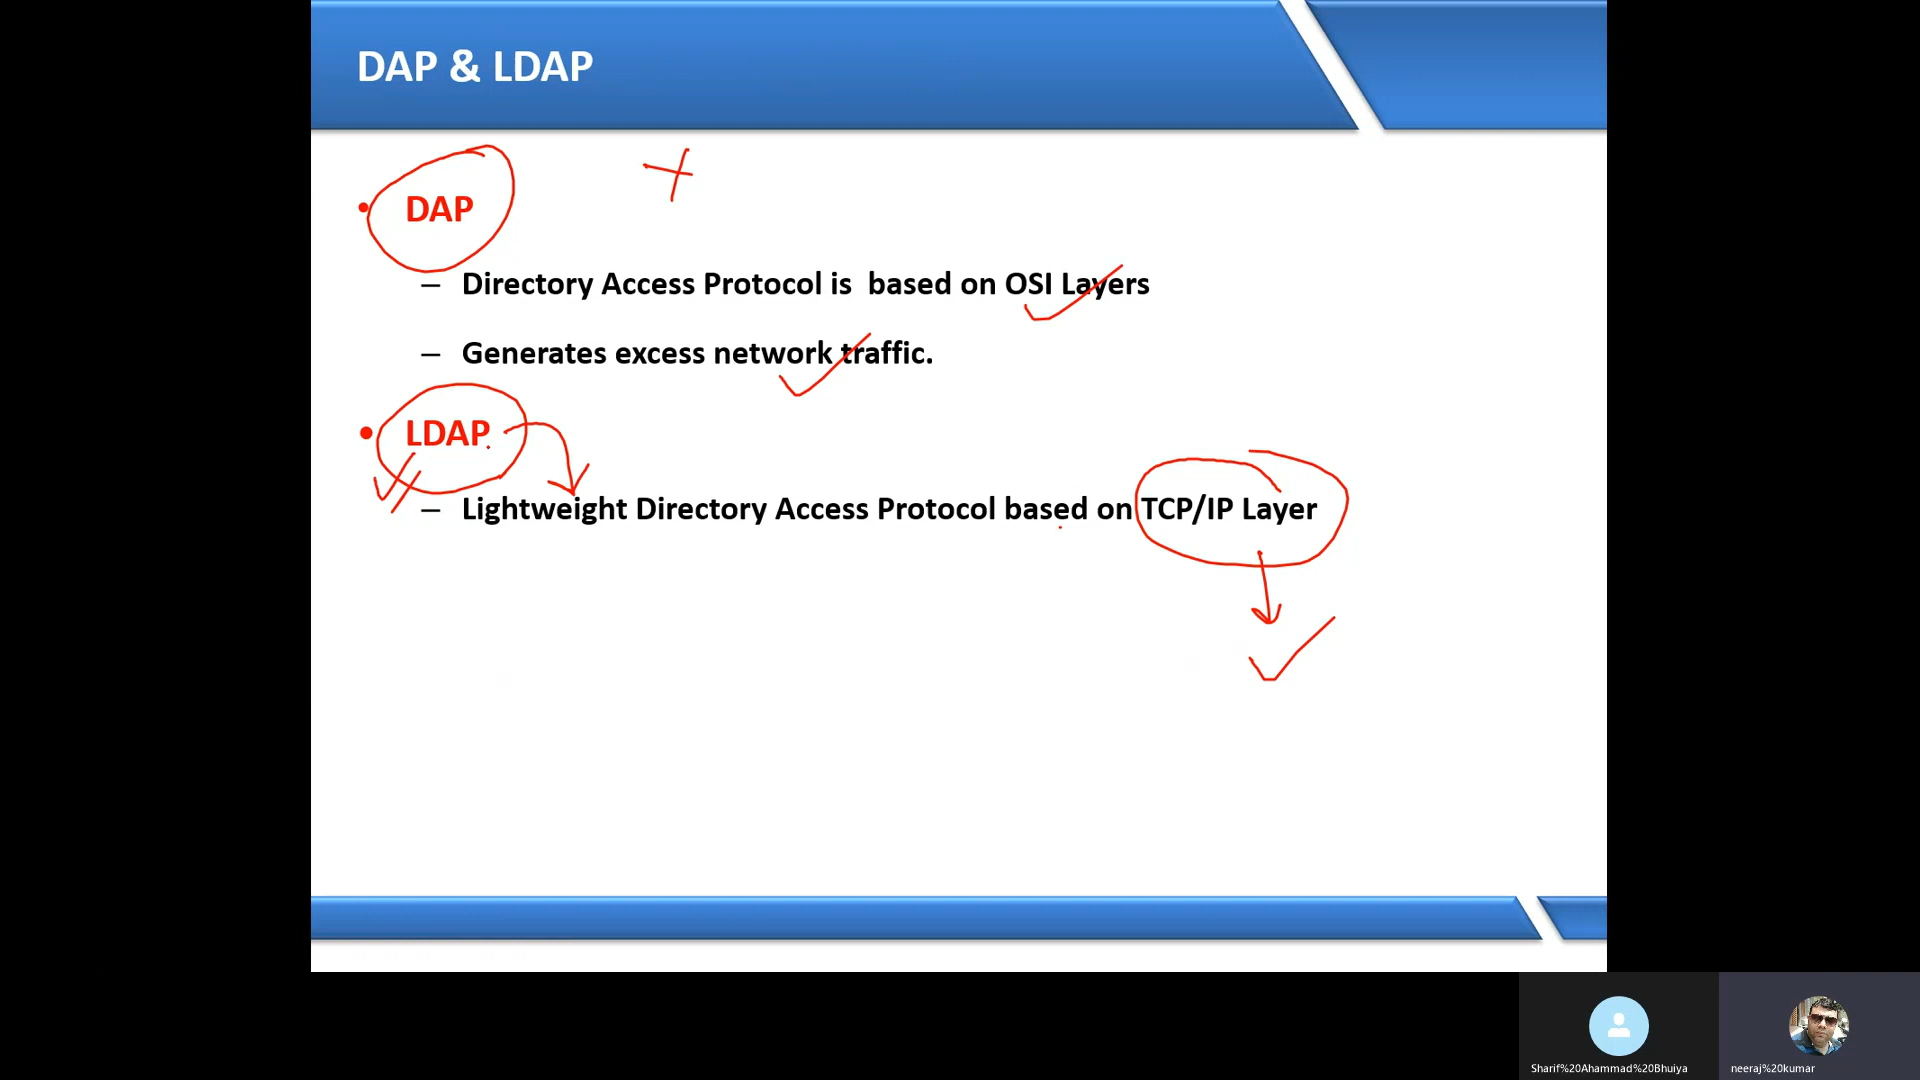 DAP & LDAP
• DAP
– Directory Access Protocol is based on OSI Layers
– Generates excess network traffic.
• LDAP
– Lightweight Directory Access Protocol based on TCP/IP Layer
Sharif%20Ahammad%20Bhuiya
neeraj%20kumar